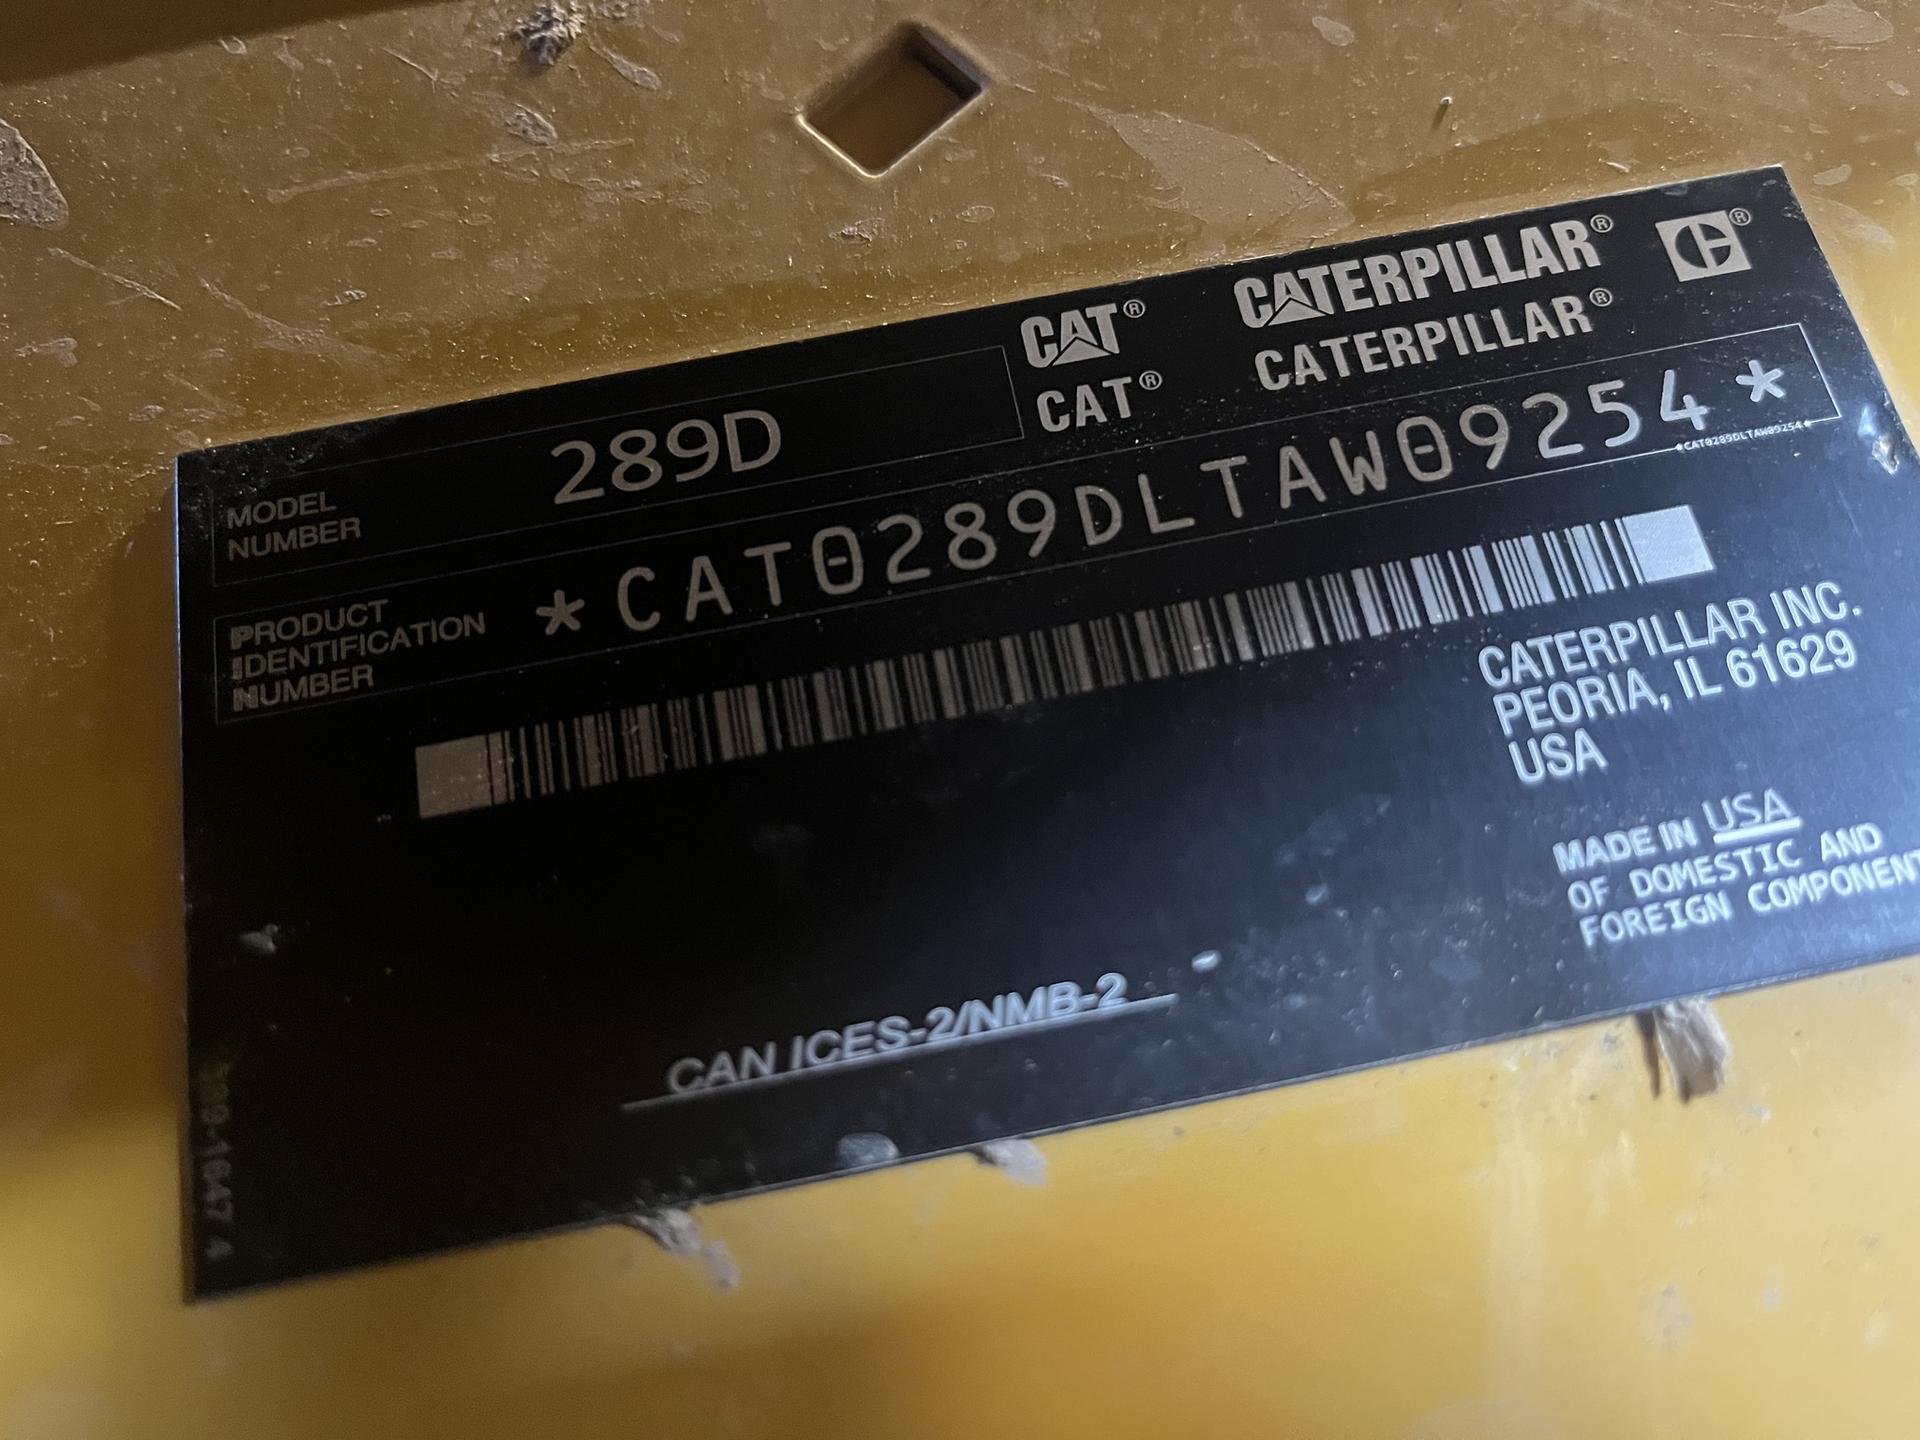 CAT® CATERPILLAR®
CAT® CATERPILLAR®
MODEL
NUMBER
289D
PRODUCT
IDENTIFICATION
NUMBER
*CAT0289DLTAW09254*
*CAT0289DLTAW09254*
CATERPILLAR INC.
PEORIA, IL 61629
USA
MADE IN USA
OF DOMESTIC AND
FOREIGN COMPONENT
CAN ICES-2/NMB-2